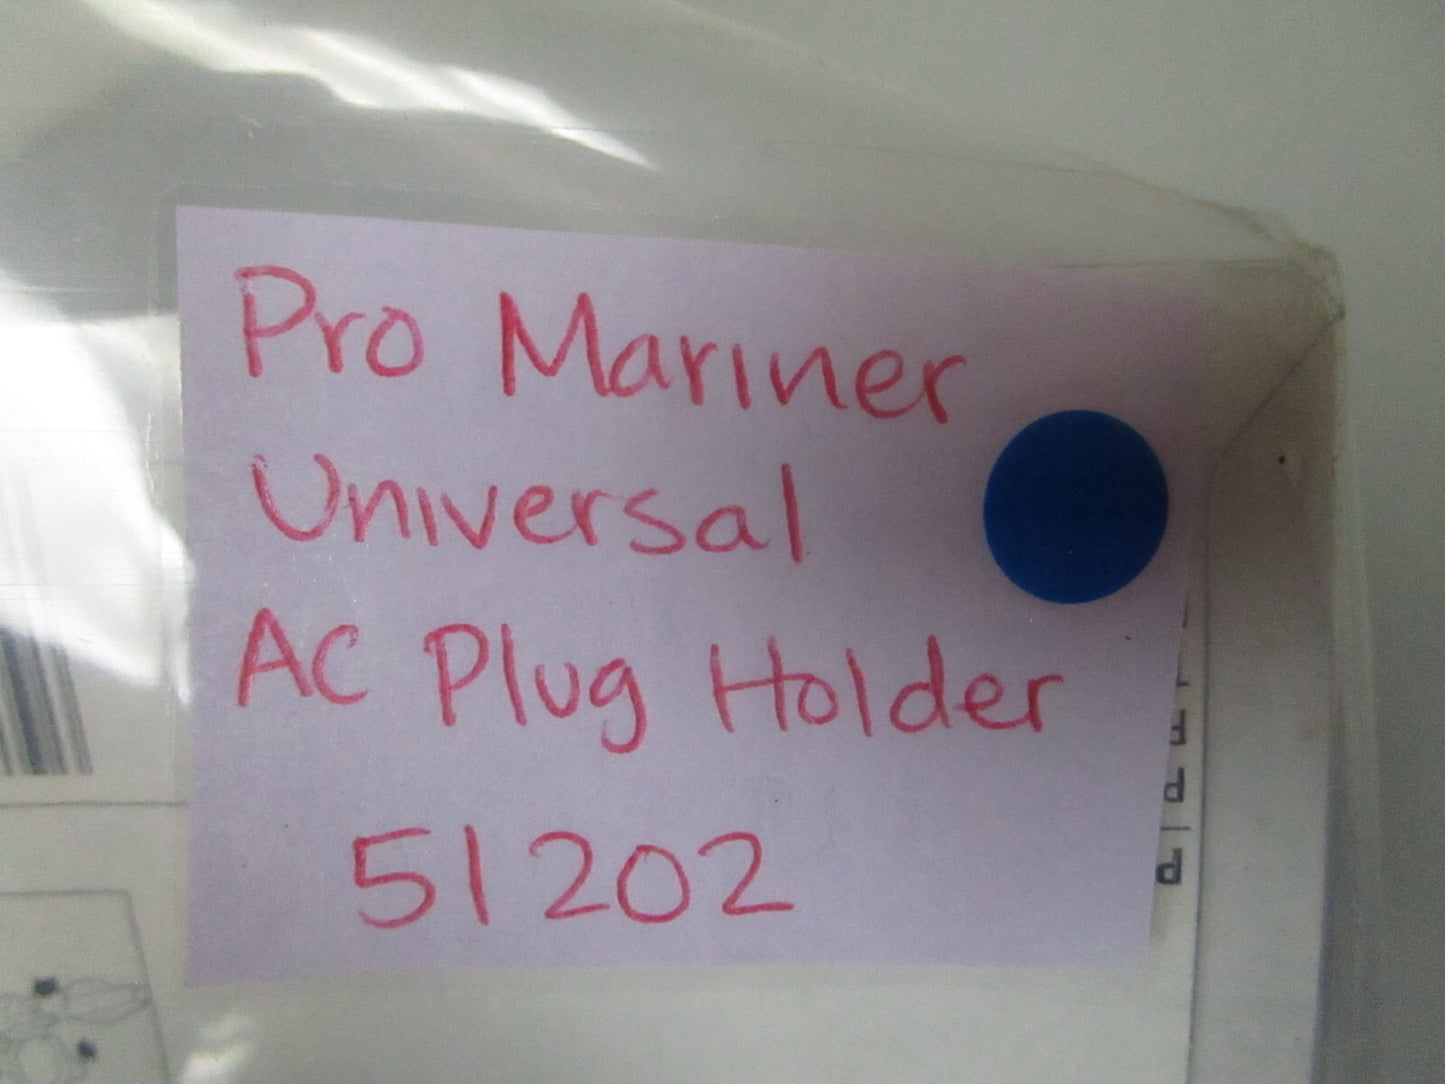 Pro Mariner
Universal
AC Plug Holder
51202